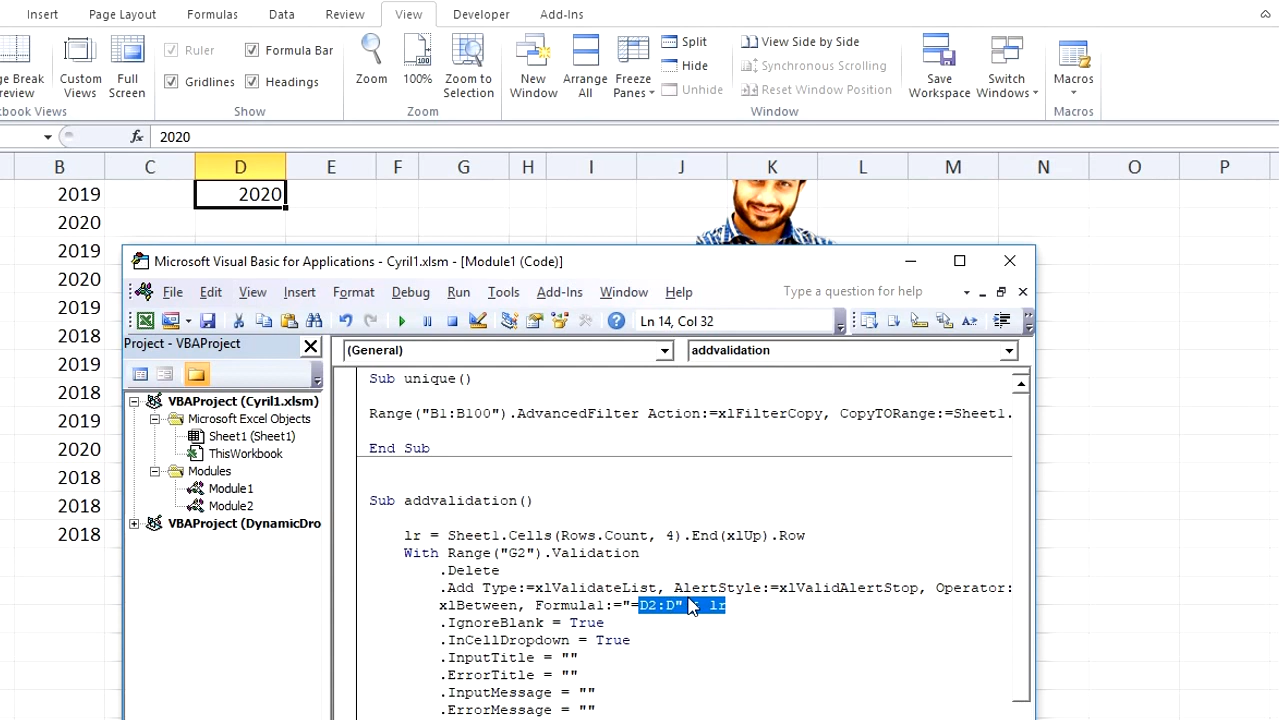 Insert Page Layout Formulas Data Review View Developer Add-Ins
Ruler Formula Bar Split View Side by Side
Gridlines Headings Hide Synchronous Scrolling
Unhide Reset Window Position
ge Break Custom Full Zoom 100% Zoom to New Arrange Freeze Save Switch Macros
review Views Screen Selection Window All Panes Workspace Windows
kbook Views Show Zoom Window Macros
fx 2020
B C D E F G H I J K L M N O P
2019 2020
2020
2019
2020
2019
2018
2019
2018
2019
2020
2018
2018
2018
Microsoft Visual Basic for Applications - Cyril1.xlsm - [Module1 (Code)]
File Edit View Insert Format Debug Run Tools Add-Ins Window Help Type a question for help
Ln 14, Col 32
Project - VBAProject
(General) addvalidation
VBAProject (Cyril1.xlsm)
Microsoft Excel Objects
Sheet1 (Sheet1)
ThisWorkbook
Modules
Module1
Module2
VBAProject (DynamicDro
Sub unique()
Range("B1:B100").AdvancedFilter Action:=xlFilterCopy, CopyTORange:=Sheet1.
End Sub
Sub addvalidation()
lr = Sheet1.Cells(Rows.Count, 4).End(xlUp).Row
With Range("G2").Validation
.Delete
.Add Type:=xlValidateList, AlertStyle:=xlValidAlertStop, Operator:
xlBetween, Formula1:="=D2:D" lr
.IgnoreBlank = True
.InCellDropdown = True
.InputTitle = ""
.ErrorTitle = ""
.InputMessage = ""
.ErrorMessage = ""